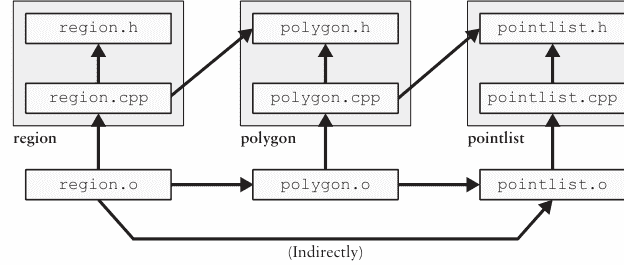 region.h polygon.h pointlist.h
region.cpp polygon.cpp pointlist.cpp
region polygon pointlist
region.o polygon.o pointlist.o
(Indirectly)